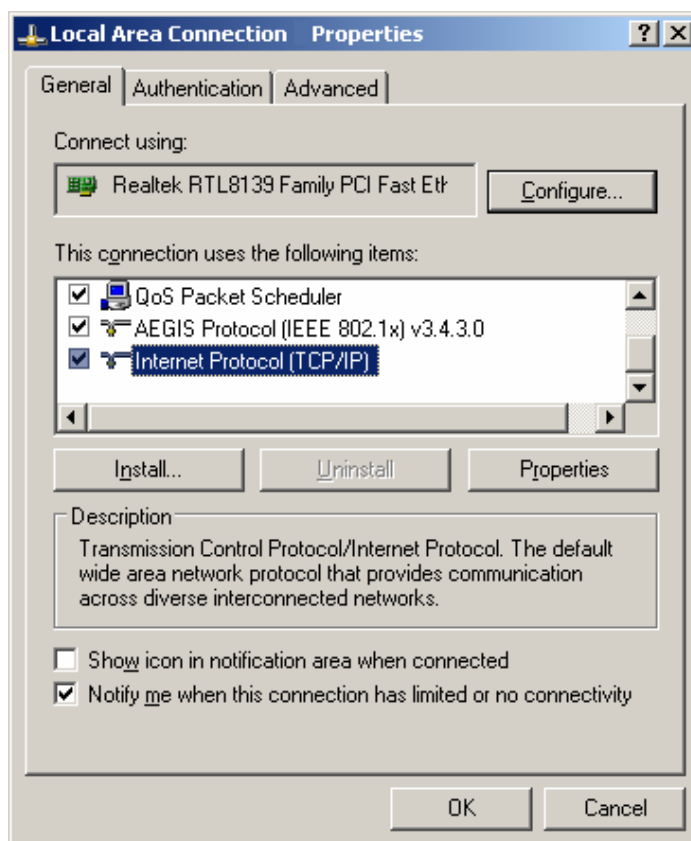 Local Area Connection Properties
General Authentication Advanced
Connect using:
Realtek RTL8139 Family PCI Fast Eth
Configure...
This connection uses the following items:
QoS Packet Scheduler
AEGIS Protocol (IEEE 802.1x) v3.4.3.0
Internet Protocol (TCP/IP)
Install... Uninstall Properties
Description
Transmission Control Protocol/Internet Protocol. The default
wide area network protocol that provides communication
across diverse interconnected networks.
Show icon in notification area when connected
Notify me when this connection has limited or no connectivity
OK Cancel